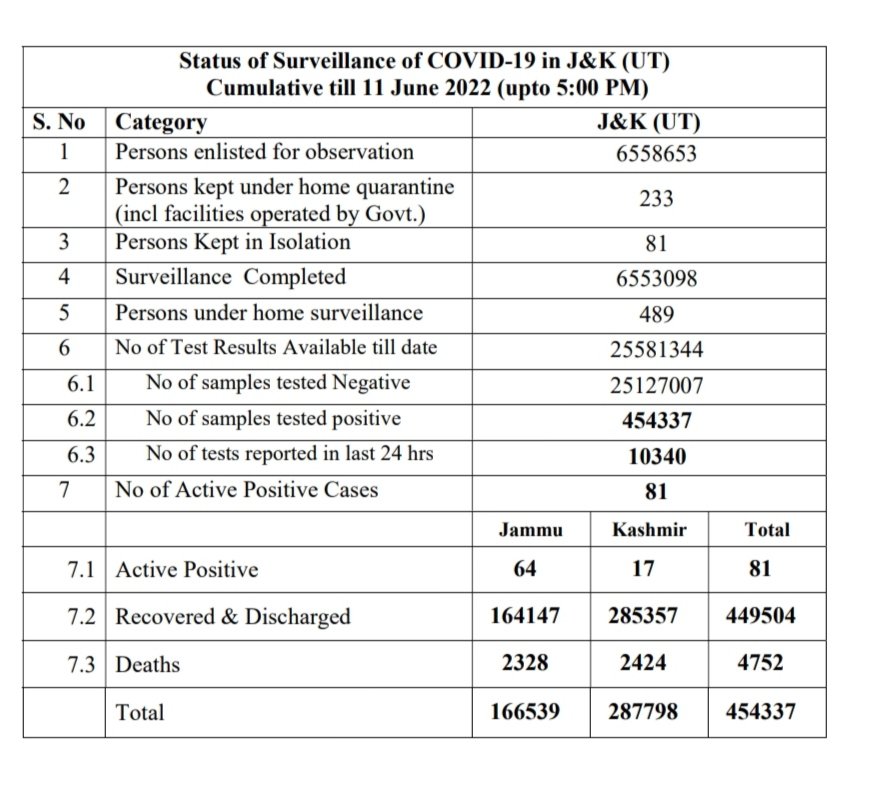 Status of Surveillance of COVID-19 in J&K (UT)
Cumulative till 11 June 2022 (upto 5:00 PM)
S. No Category J&K (UT)
1 Persons enlisted for observation 6558653
2 Persons kept under home quarantine
(incl facilities operated by Govt.) 233
3 Persons Kept in Isolation 81
4 Surveillance Completed 6553098
5 Persons under home surveillance 489
6 No of Test Results Available till date 25581344
6.1 No of samples tested Negative 25127007
6.2 No of samples tested positive 454337
6.3 No of tests reported in last 24 hrs 10340
7 No of Active Positive Cases 81
Jammu Kashmir Total
7.1 Active Positive 64 17 81
7.2 Recovered & Discharged 164147 285357 449504
7.3 Deaths 2328 2424 4752
Total 166539 287798 454337